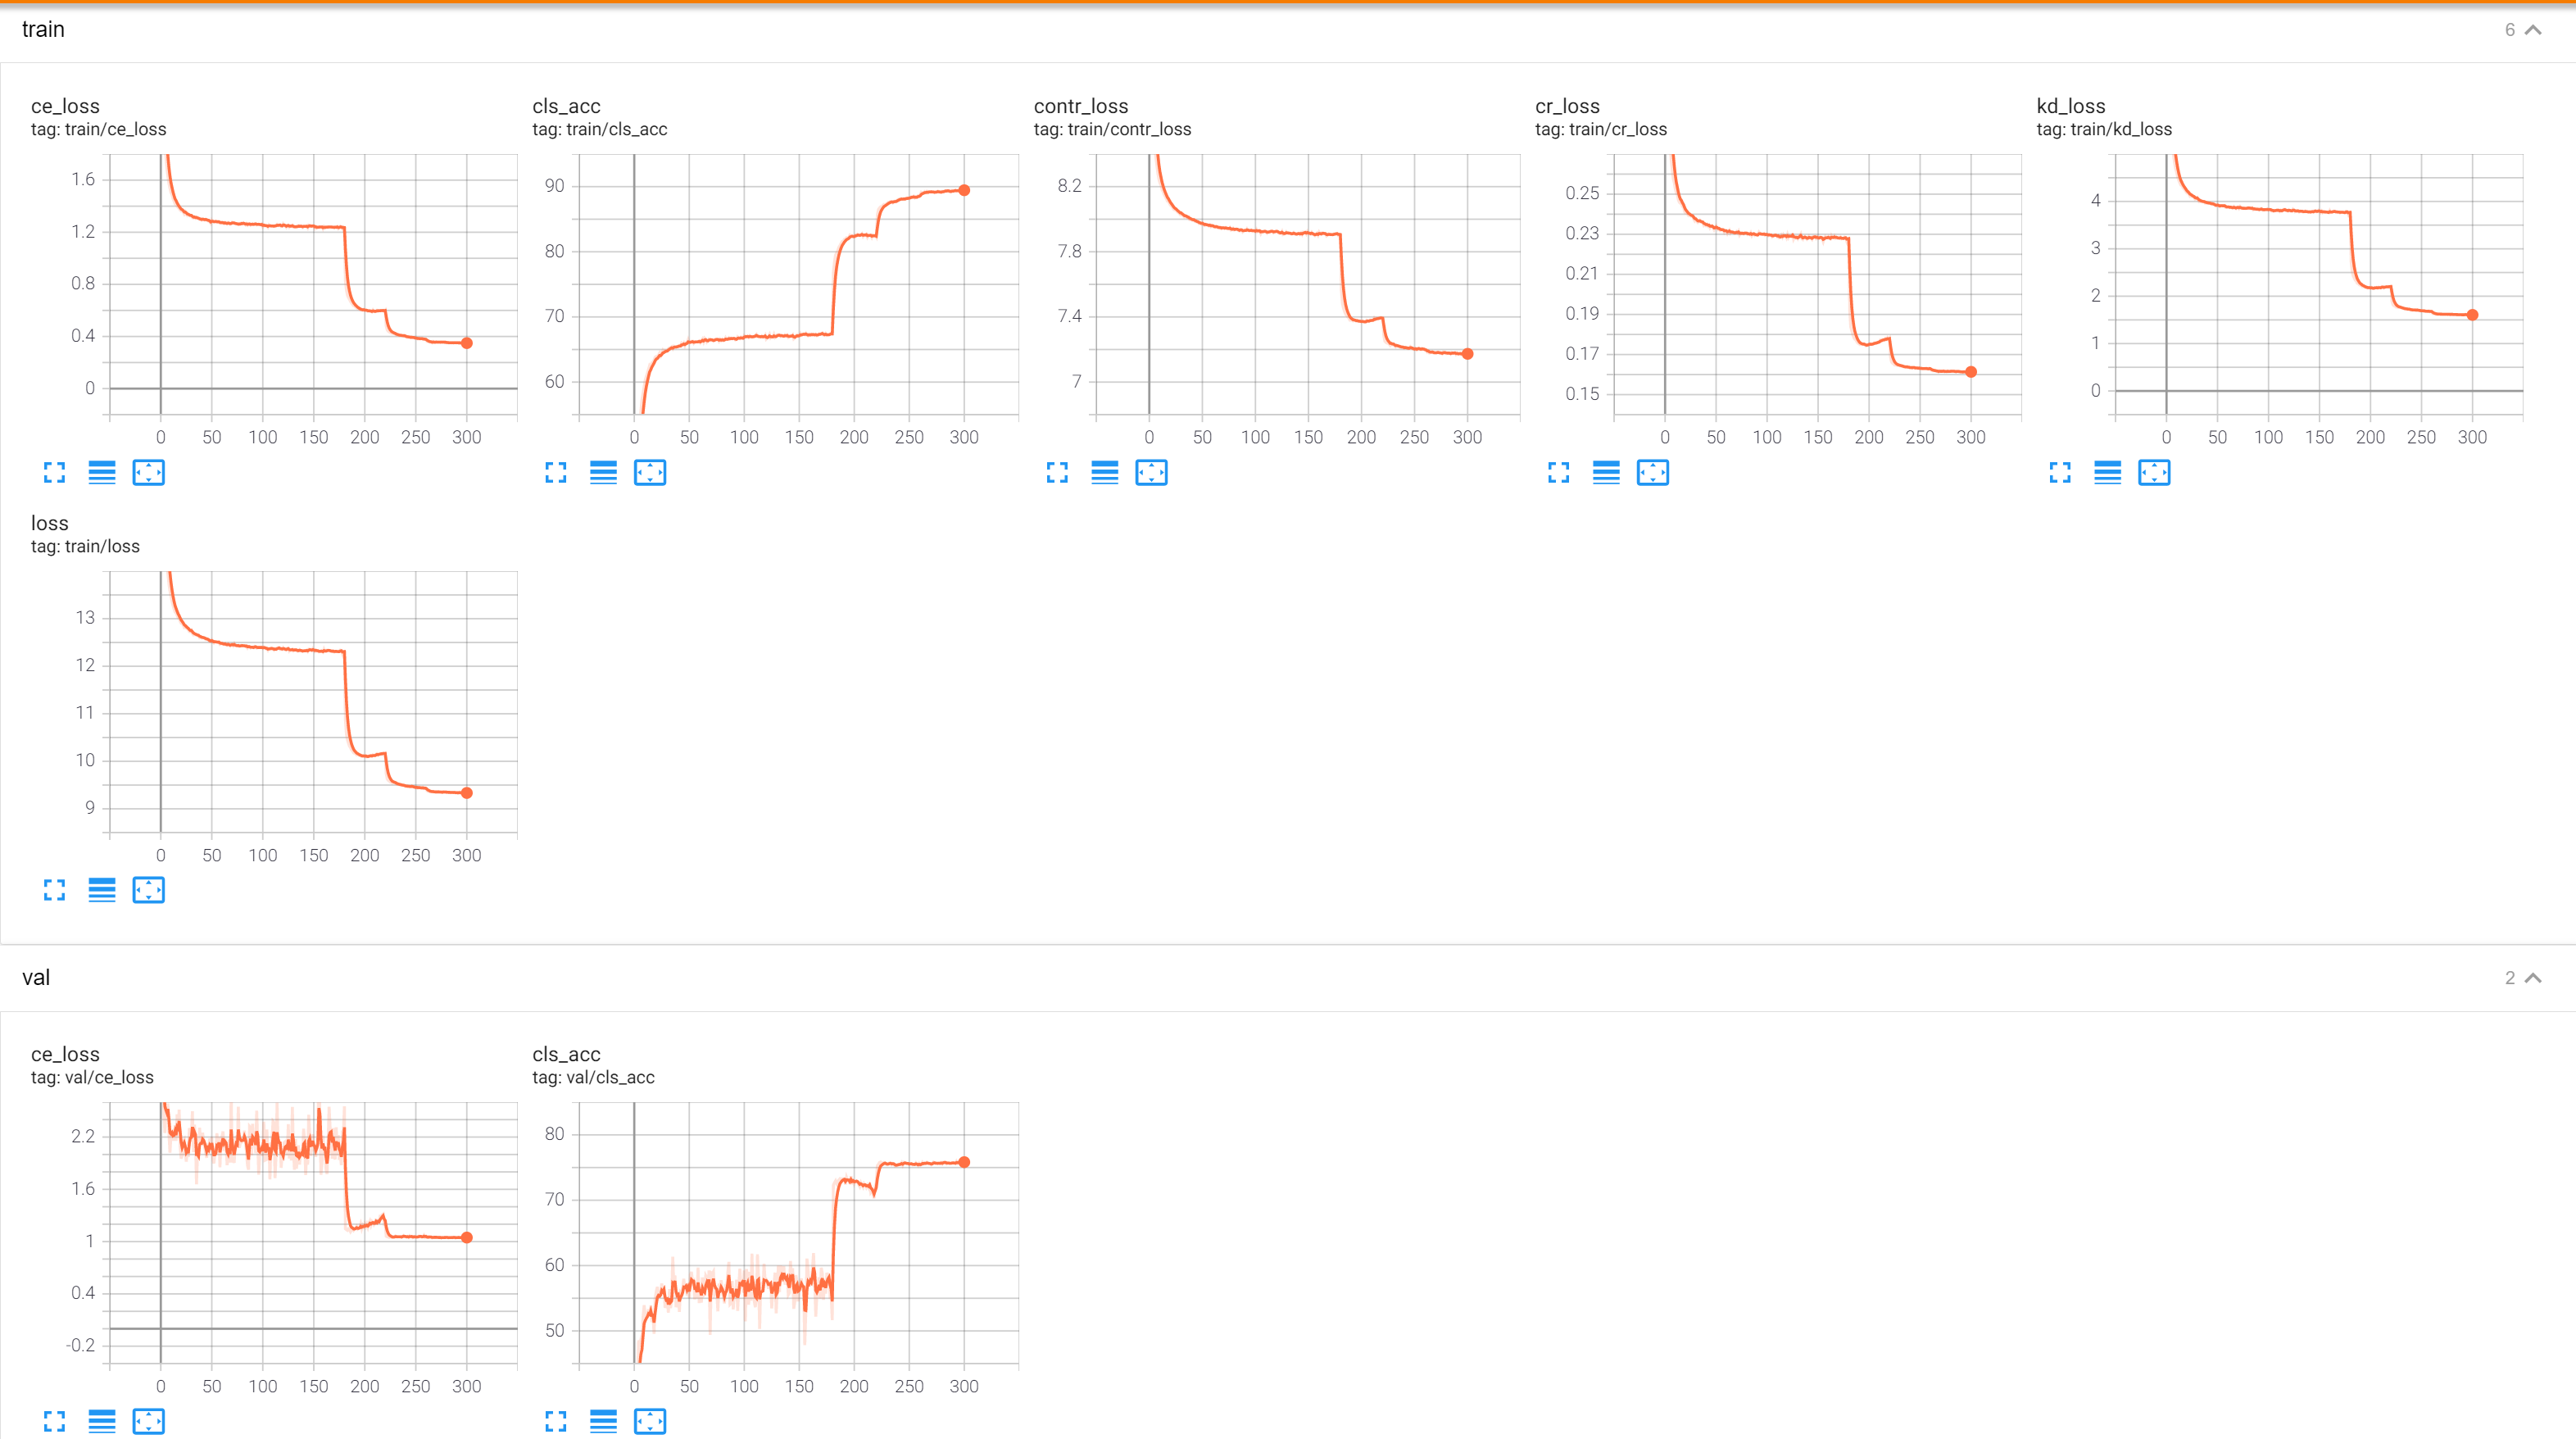 train
6
ce_loss
tag: train/ce_loss
1.6
1.2
0.8
0.4
0
0 50 100 150 200 250 300
cls_acc
tag: train/cls_acc
90
80
70
60
0 50 100 150 200 250 300
contr_loss
tag: train/contr_loss
8.2
7.8
7.4
7
0 50 100 150 200 250 300
cr_loss
tag: train/cr_loss
0.25
0.23
0.21
0.19
0.17
0.15
0 50 100 150 200 250 300
kd_loss
tag: train/kd_loss
4
3
2
1
0
0 50 100 150 200 250 300
loss
tag: train/loss
13
12
11
10
9
0 50 100 150 200 250 300
val
2
ce_loss
tag: val/ce_loss
2.2
1.6
1
0.4
-0.2
0 50 100 150 200 250 300
cls_acc
tag: val/cls_acc
80
70
60
50
0 50 100 150 200 250 300